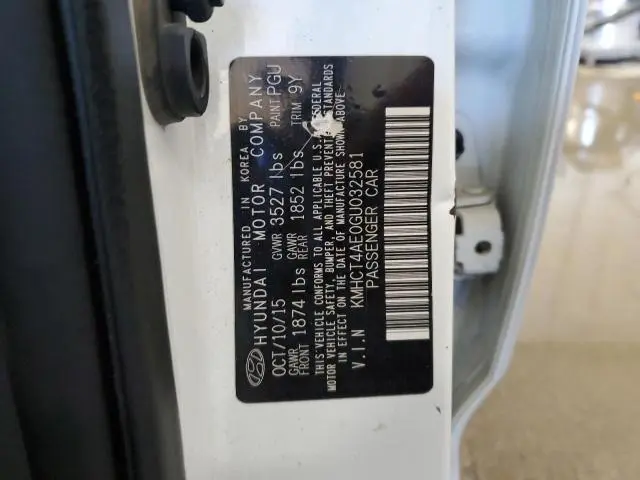 MANUFACTURED IN KOREA BY
HYUNDAI MOTOR COMPANY
OCT/10/15 GVWR 3527 lbs PAINT PGU
GAWR FRONT 1874 lbs GAWR REAR 1852 lbs TRIM 9Y
THIS VEHICLE CONFORMS TO ALL APPLICABLE U.S. FEDERAL
MOTOR VEHICLE SAFETY, BUMPER, AND THEFT PREVENTION STANDARDS
IN EFFECT ON THE DATE OF MANUFACTURE SHOWN ABOVE
V.I.N KMHCT4AE0GU032581
PASSENGER CAR